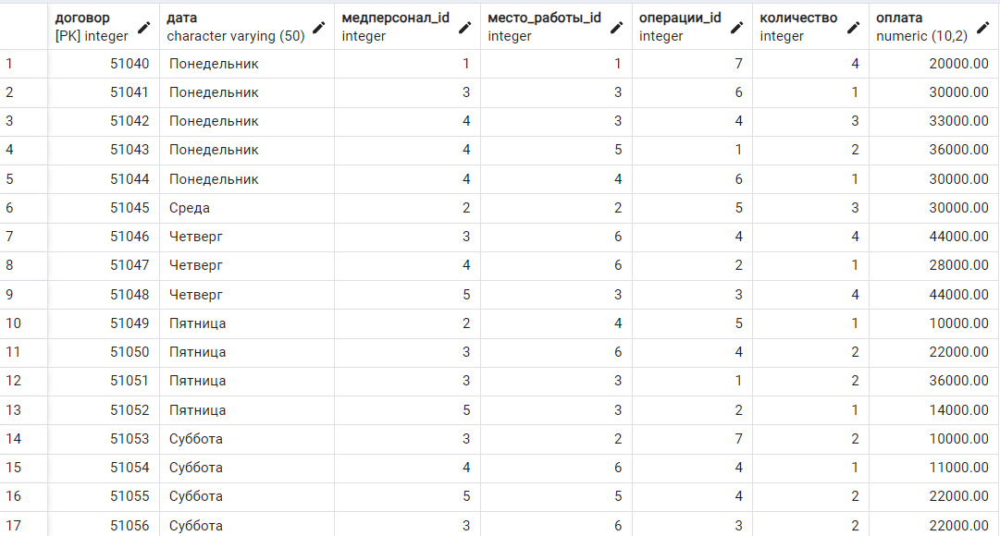 договор дата медперсонал_id место_работы_id операции_id количество оплата
[PK] integer character varying (50) integer integer integer integer numeric (10,2)
1 51040 Понедельник 1 1 7 4 20000.00
2 51041 Понедельник 3 3 6 1 30000.00
3 51042 Понедельник 4 3 4 3 33000.00
4 51043 Понедельник 4 5 1 2 36000.00
5 51044 Понедельник 4 4 6 1 30000.00
6 51045 Среда 2 2 5 3 30000.00
7 51046 Четверг 3 6 4 4 44000.00
8 51047 Четверг 4 6 2 1 28000.00
9 51048 Четверг 5 3 3 4 44000.00
10 51049 Пятница 2 4 5 1 10000.00
11 51050 Пятница 3 6 4 2 22000.00
12 51051 Пятница 3 3 1 2 36000.00
13 51052 Пятница 5 3 2 1 14000.00
14 51053 Суббота 3 2 7 2 10000.00
15 51054 Суббота 4 6 4 1 11000.00
16 51055 Суббота 5 5 4 2 22000.00
17 51056 Суббота 3 6 3 2 22000.00